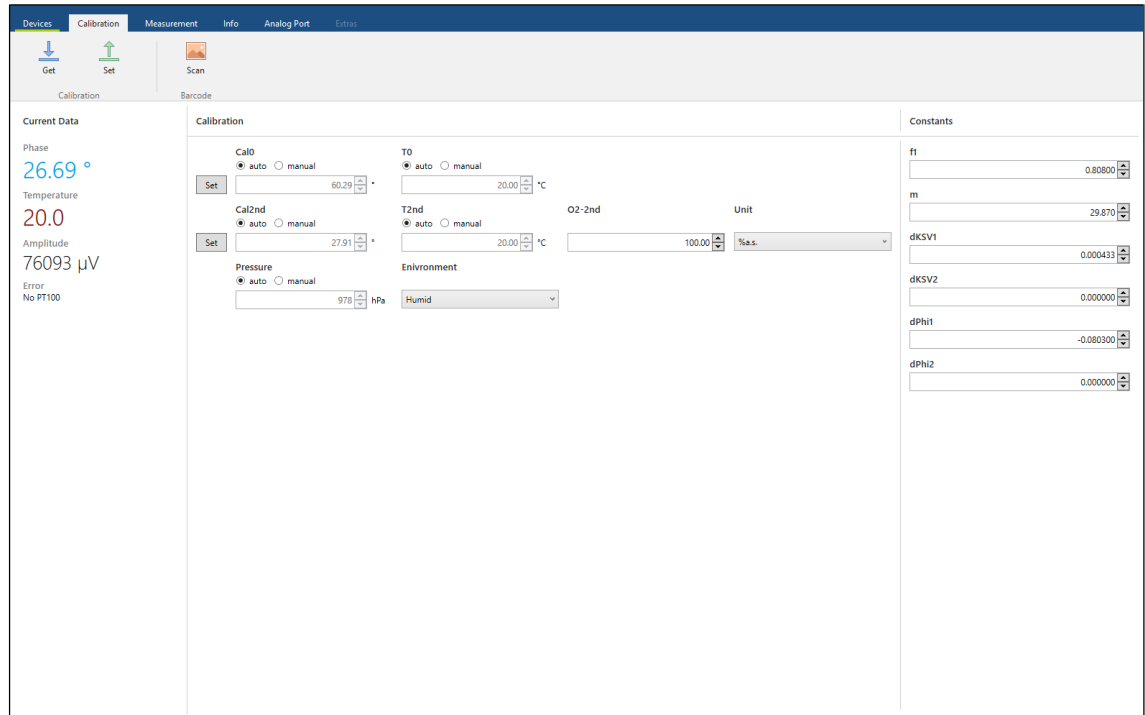 Devices Calibration Measurement Info Analog Port Extras
Get Set Scan
Calibration Barcode
Current Data
Phase
26.69 °
Temperature
20.0
Amplitude
76093 µV
Error
No PT100
Calibration
Cal0 T0
auto manual auto manual
Set 60.29 ° 20.00 °C
Cal2nd T2nd O2-2nd Unit
auto manual auto manual
Set 27.91 ° 20.00 °C 100.00 %a.s.
Pressure Enivronment
auto manual
978 hPa Humid
Constants
f1
0.80800
m
29.870
dKSV1
0.000433
dKSV2
0.000000
dPhi1
-0.080300
dPhi2
0.000000